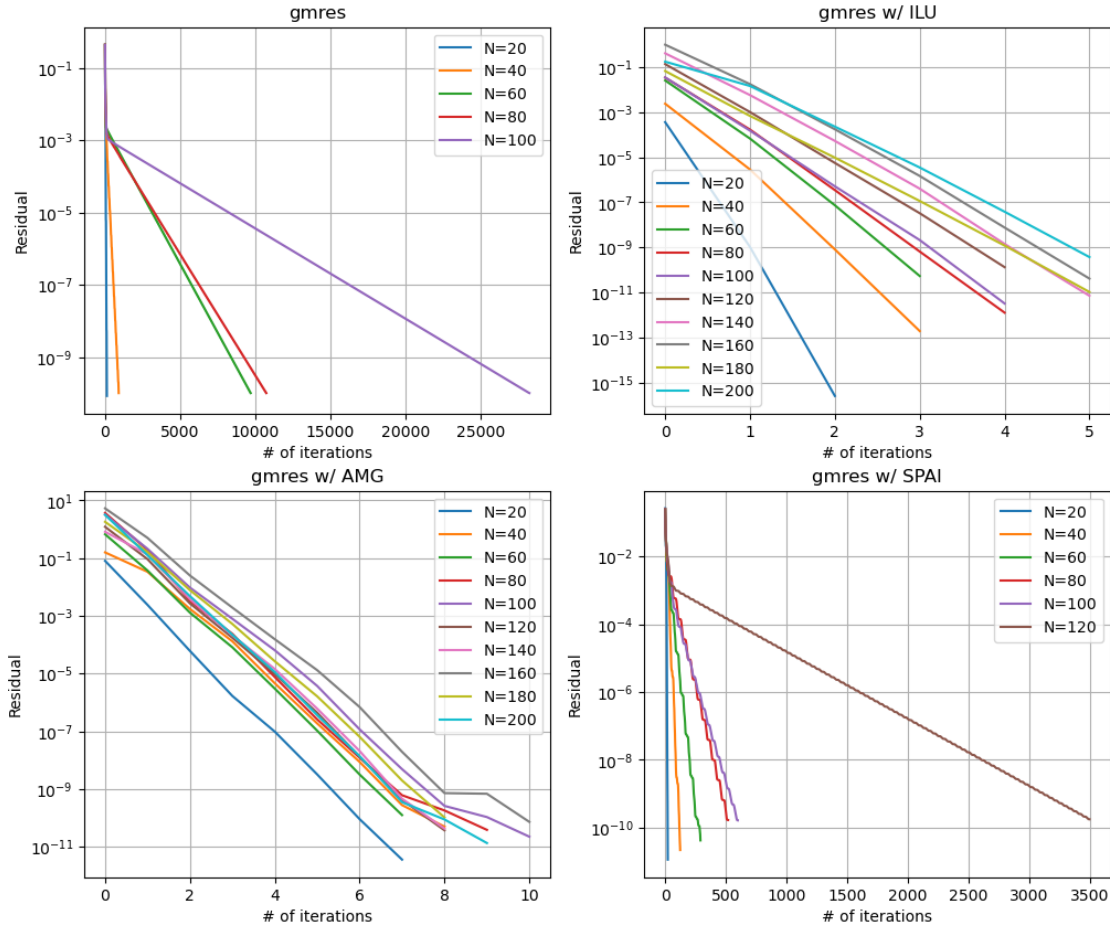 gmres
Residual
10⁻¹
10⁻³
10⁻⁵
10⁻⁷
10⁻⁹
N=20
N=40
N=60
N=80
N=100
0 5000 10000 15000 20000 25000
# of iterations
gmres w/ ILU
Residual
10⁻¹
10⁻³
10⁻⁵
10⁻⁷
10⁻⁹
10⁻¹¹
10⁻¹³
10⁻¹⁵
N=20
N=40
N=60
N=80
N=100
N=120
N=140
N=160
N=180
N=200
0 1 2 3 4 5
# of iterations
gmres w/ AMG
Residual
10¹
10⁻¹
10⁻³
10⁻⁵
10⁻⁷
10⁻⁹
10⁻¹¹
N=20
N=40
N=60
N=80
N=100
N=120
N=140
N=160
N=180
N=200
0 2 4 6 8 10
# of iterations
gmres w/ SPAI
Residual
10⁻²
10⁻⁴
10⁻⁶
10⁻⁸
10⁻¹⁰
N=20
N=40
N=60
N=80
N=100
N=120
0 500 1000 1500 2000 2500 3000 3500
# of iterations